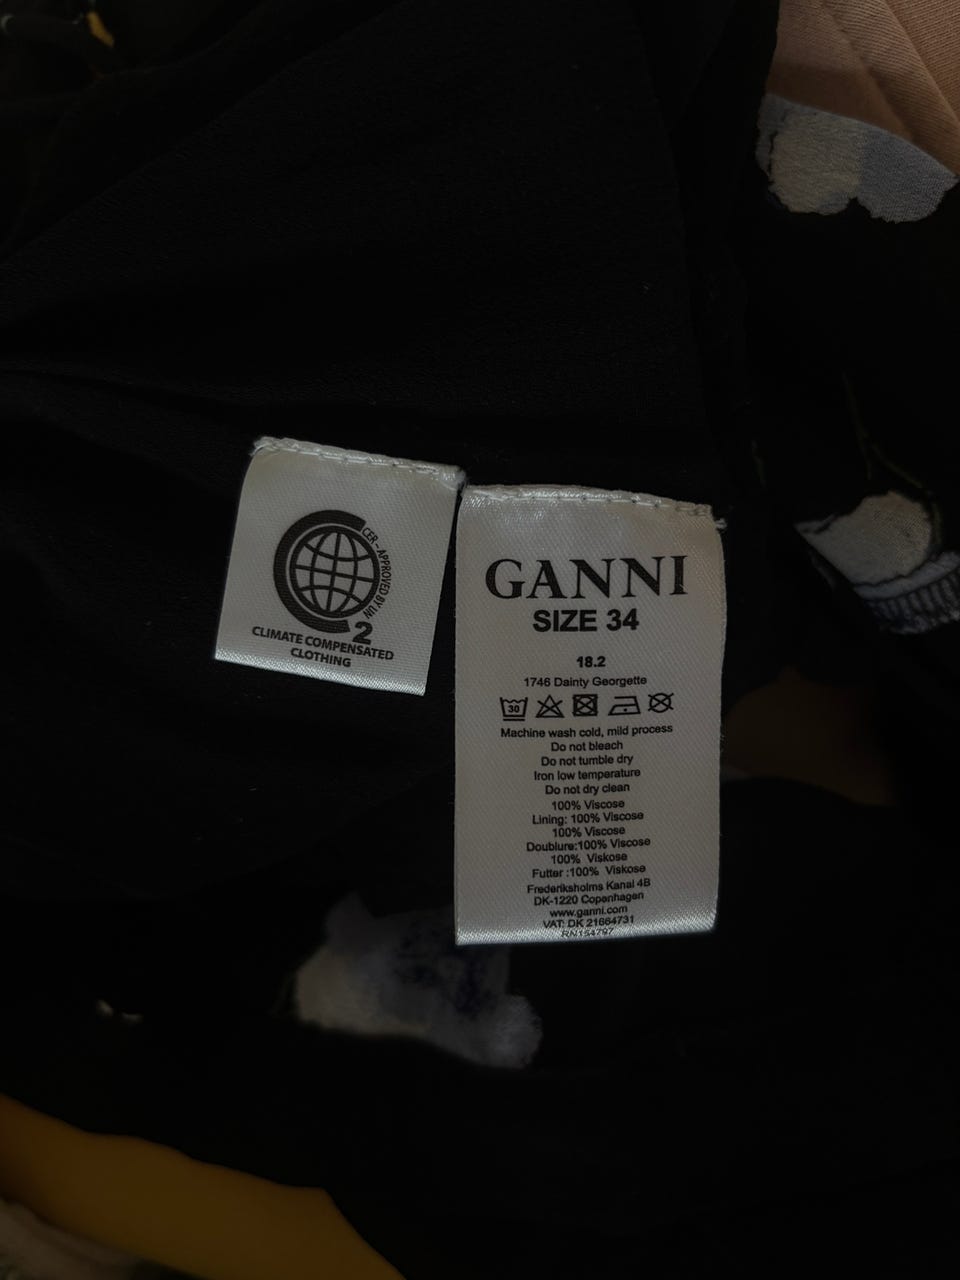 CER-APPROVED BY UN
2
CLIMATE COMPENSATED
CLOTHING
GANNI
SIZE 34
18.2
1746 Dainty Georgette
30
Machine wash cold, mild process
Do not bleach
Do not tumble dry
Iron low temperature
Do not dry clean
100% Viscose
Lining: 100% Viscose
100% Viscose
Doublure:100% Viscose
100% Viskose
Futter :100% Viskose
Frederiksholms Kanal 4B
DK-1220 Copenhagen
www.ganni.com
VAT: DK 21664731
RN154797